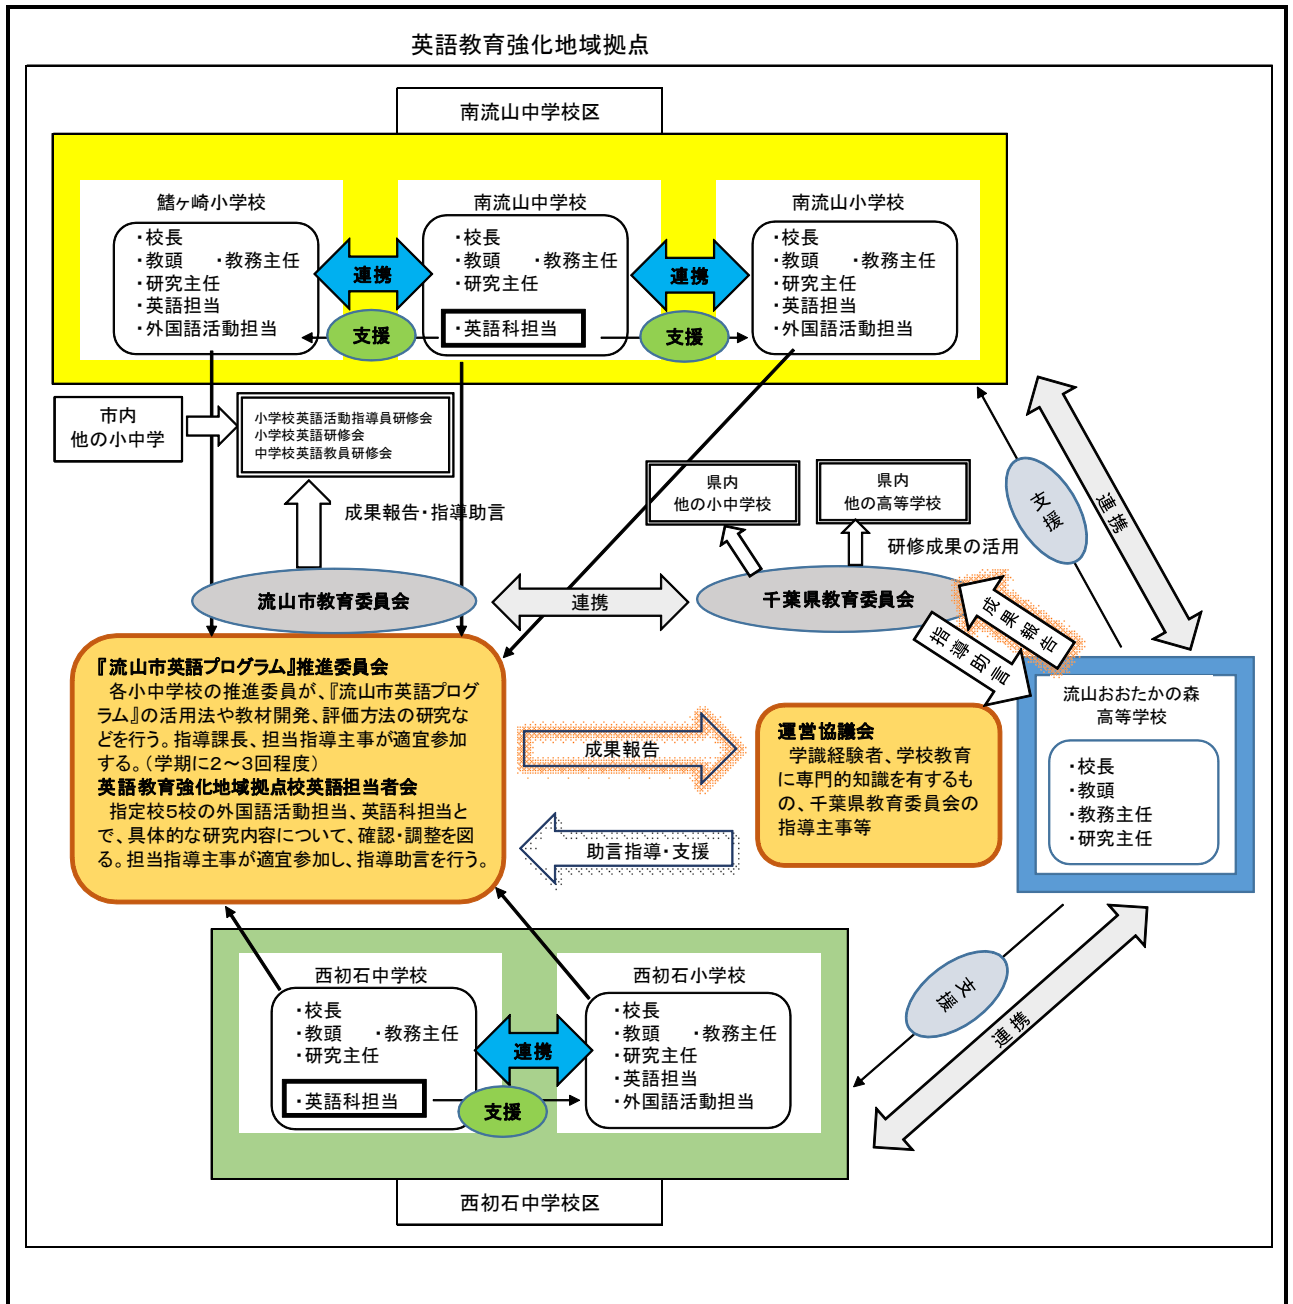 英語教育強化地域拠点
南流山中学校区
鰭ヶ崎小学校
・校長
・教頭　・教務主任
・研究主任
・英語担当
・外国語活動担当
連携
支援
南流山中学校
・校長
・教頭　・教務主任
・研究主任
・英語科担当
連携
支援
南流山小学校
・校長
・教頭　・教務主任
・研究主任
・英語担当
・外国語活動担当
市内
他の小中学
小学校英語活動指導員研修会
小学校英語研修会
中学校英語教員研修会
成果報告・指導助言
県内
他の小中学校
県内
他の高等学校
研修成果の活用
支援
連携
流山市教育委員会
連携
千葉県教育委員会
成果報告
指導助言
『流山市英語プログラム』推進委員会
各小中学校の推進委員が、『流山市英語プログ
ラム』の活用法や教材開発、評価方法の研究な
どを行う。指導課長、担当指導主事が適宜参加
する。（学期に２～３回程度）
英語教育強化地域拠点校英語担当者会
指定校５校の外国語活動担当、英語科担当と
で、具体的な研究内容について、確認・調整を図
る。担当指導主事が適宜参加し、指導助言を行う。
成果報告
助言指導・支援
運営協議会
学識経験者、学校教育
に専門的知識を有するも
の、千葉県教育委員会の
指導主事等
流山おおたかの森
高等学校
・校長
・教頭
・教務主任
・研究主任
西初石中学校
・校長
・教頭　・教務主任
・研究主任
・英語科担当
連携
支援
西初石小学校
・校長
・教頭　・教務主任
・研究主任
・英語担当
・外国語活動担当
支援
連携
西初石中学校区